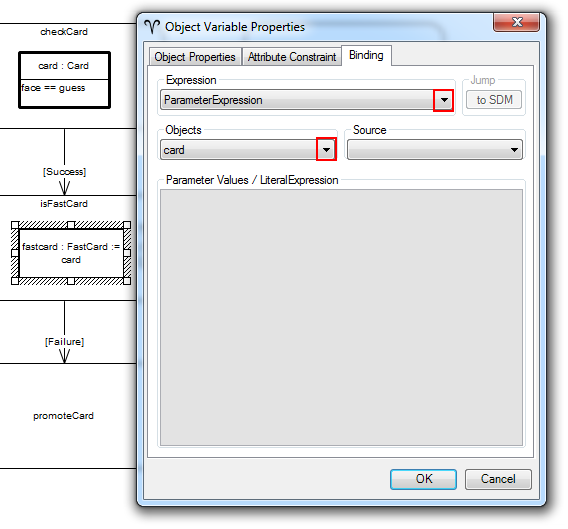 checkCard
card : Card
face == guess
[Success]
isFastCard
fastcard : FastCard :=
card
[Failure]
promoteCard
Object Variable Properties
Object Properties
Attribute Constraint
Binding
Expression
ParameterExpression
Jump
to SDM
Objects
card
Source
Parameter Values / LiteralExpression
OK
Cancel